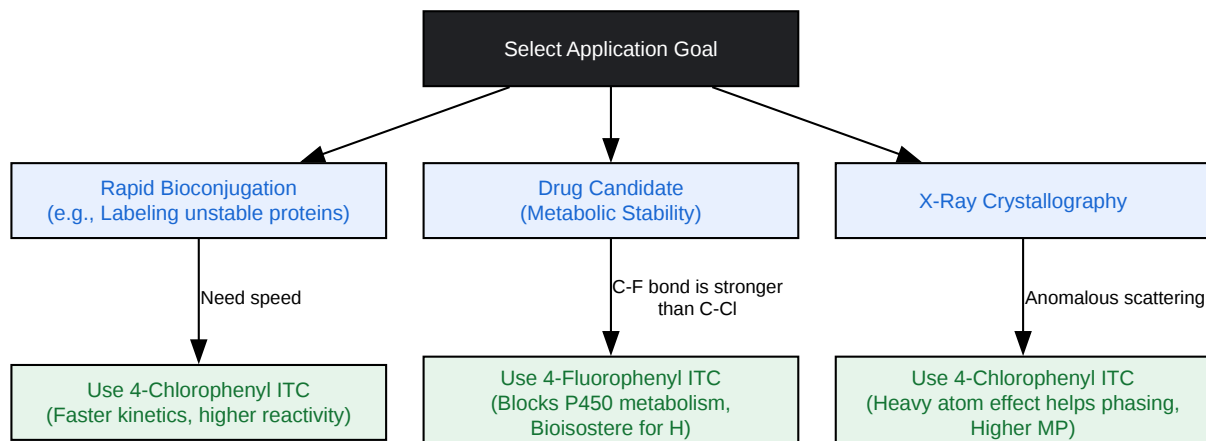 Select Application Goal
Rapid Bioconjugation
(e.g., Labeling unstable proteins)
Drug Candidate
(Metabolic Stability)
X-Ray Crystallography
Need speed
C-F bond is stronger
than C-Cl
Anomalous scattering
Use 4-Chlorophenyl ITC
(Faster kinetics, higher reactivity)
Use 4-Fluorophenyl ITC
(Blocks P450 metabolism,
Bioisostere for H)
Use 4-Chlorophenyl ITC
(Heavy atom effect helps phasing,
Higher MP)